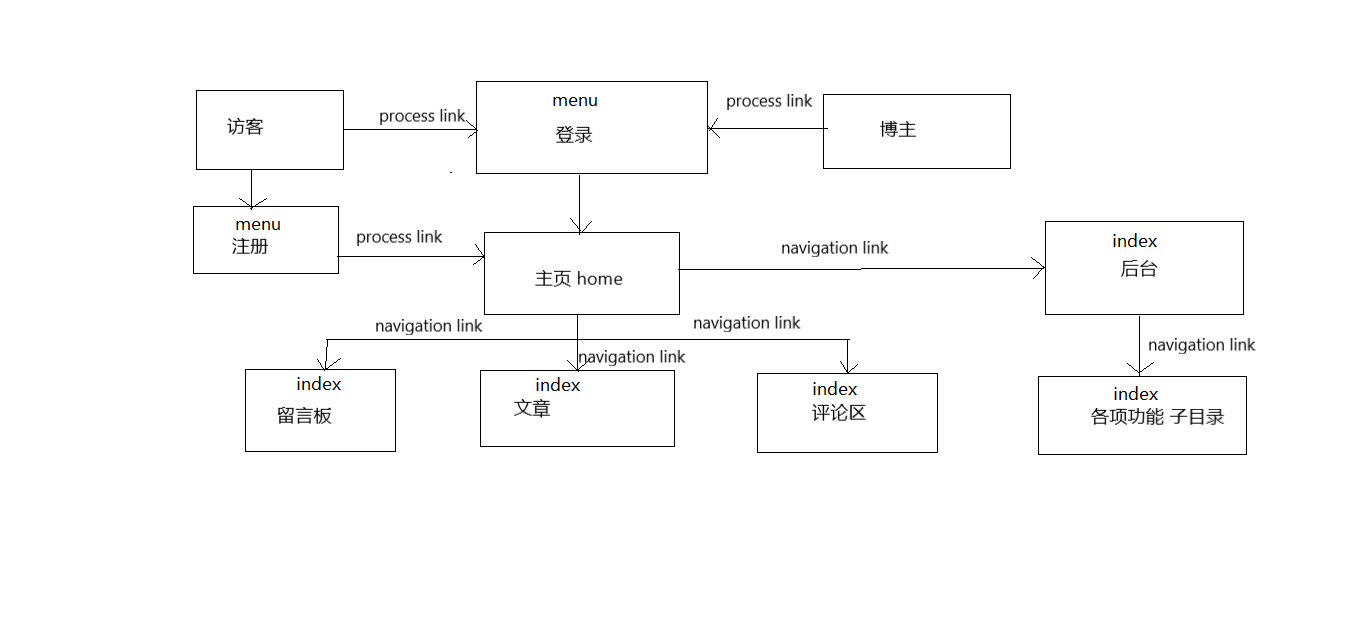 访客
process link
menu
登录
process link
博主
menu
注册
process link
主页 home
navigation link
index
后台
navigation link
navigation link
navigation link
navigation link
index
留言板
index
文章
index
评论区
index
各项功能 子目录